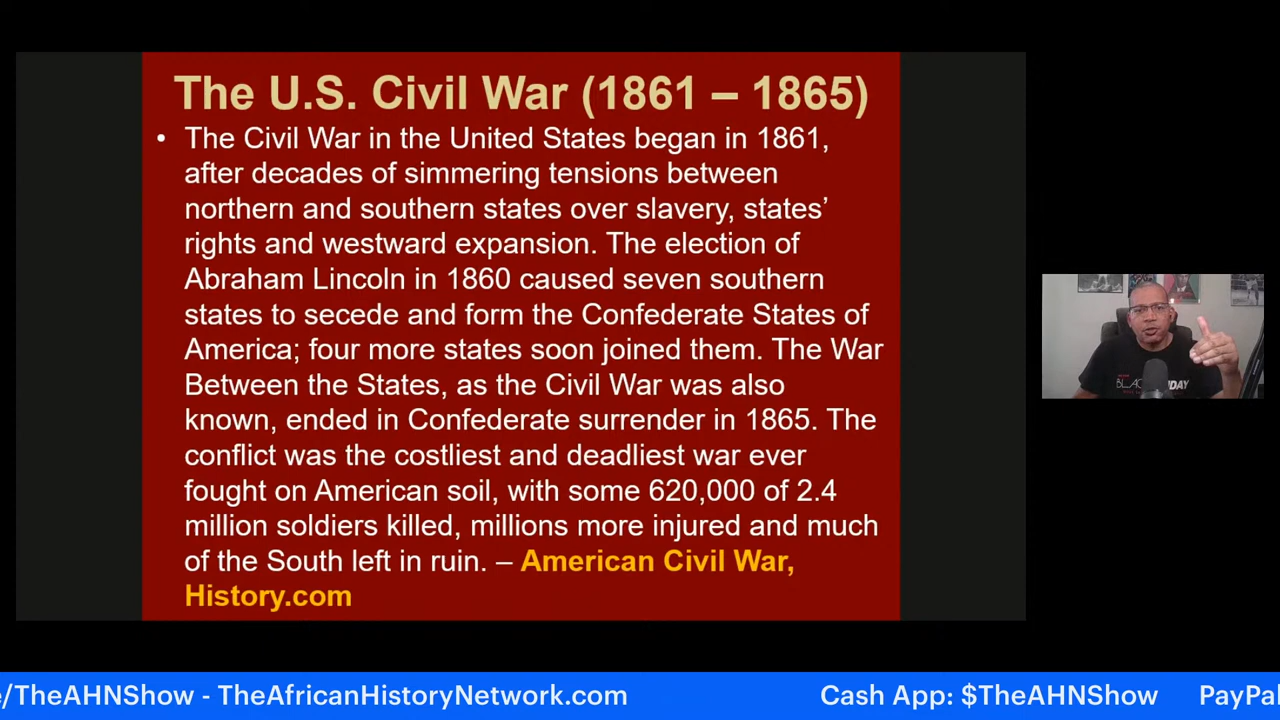 The U.S. Civil War (1861 – 1865)
• The Civil War in the United States began in 1861,
after decades of simmering tensions between
northern and southern states over slavery, states’
rights and westward expansion. The election of
Abraham Lincoln in 1860 caused seven southern
states to secede and form the Confederate States of
America; four more states soon joined them. The War
Between the States, as the Civil War was also
known, ended in Confederate surrender in 1865. The
conflict was the costliest and deadliest war ever
fought on American soil, with some 620,000 of 2.4
million soldiers killed, millions more injured and much
of the South left in ruin. – American Civil War,
History.com
/TheAHNShow - TheAfricanHistoryNetwork.com Cash App: $TheAHNShow PayPal